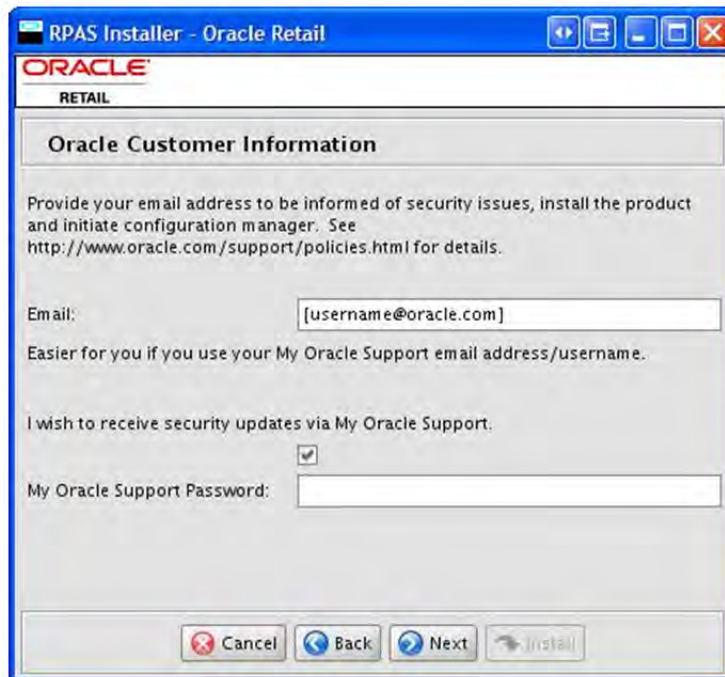 RPAS Installer - Oracle Retail
ORACLE
RETAIL
Oracle Customer Information
Provide your email address to be informed of security issues, install the product
and initiate configuration manager. See
http://www.oracle.com/support/policies.html for details.
Email:
[username@oracle.com]
Easier for you if you use your My Oracle Support email address/username.
I wish to receive security updates via My Oracle Support.
My Oracle Support Password:
Cancel Back Next Install